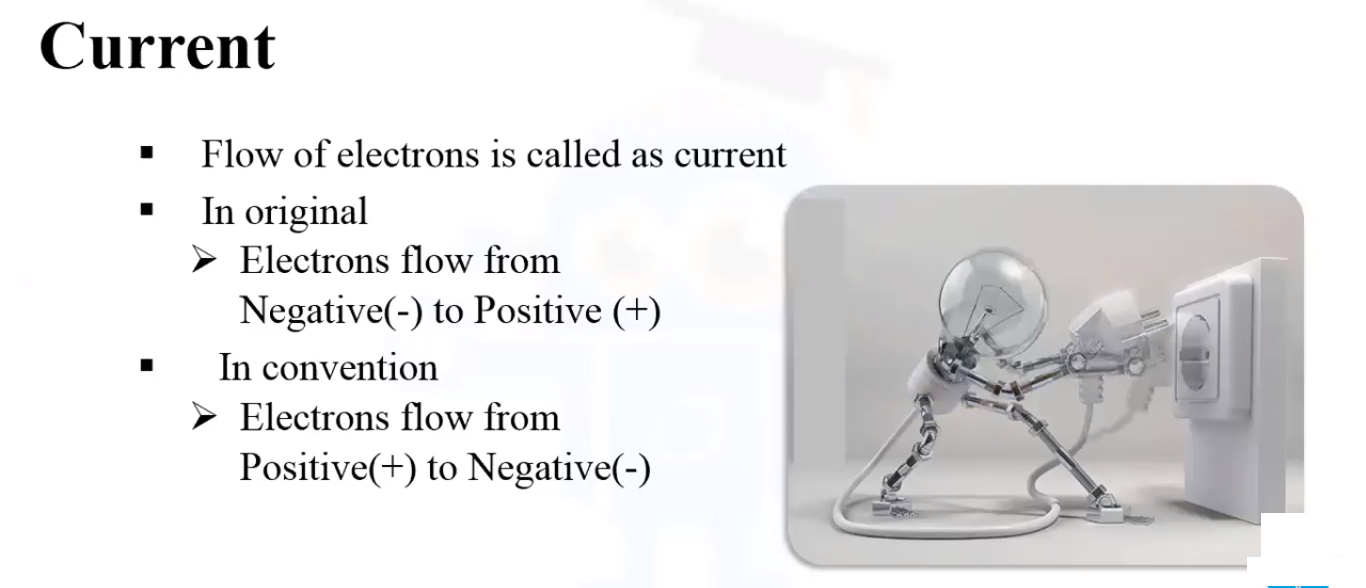 Current
▪ Flow of electrons is called as current
▪ In original
➢ Electrons flow from
Negative(-) to Positive (+)
▪ In convention
➢ Electrons flow from
Positive(+) to Negative(-)